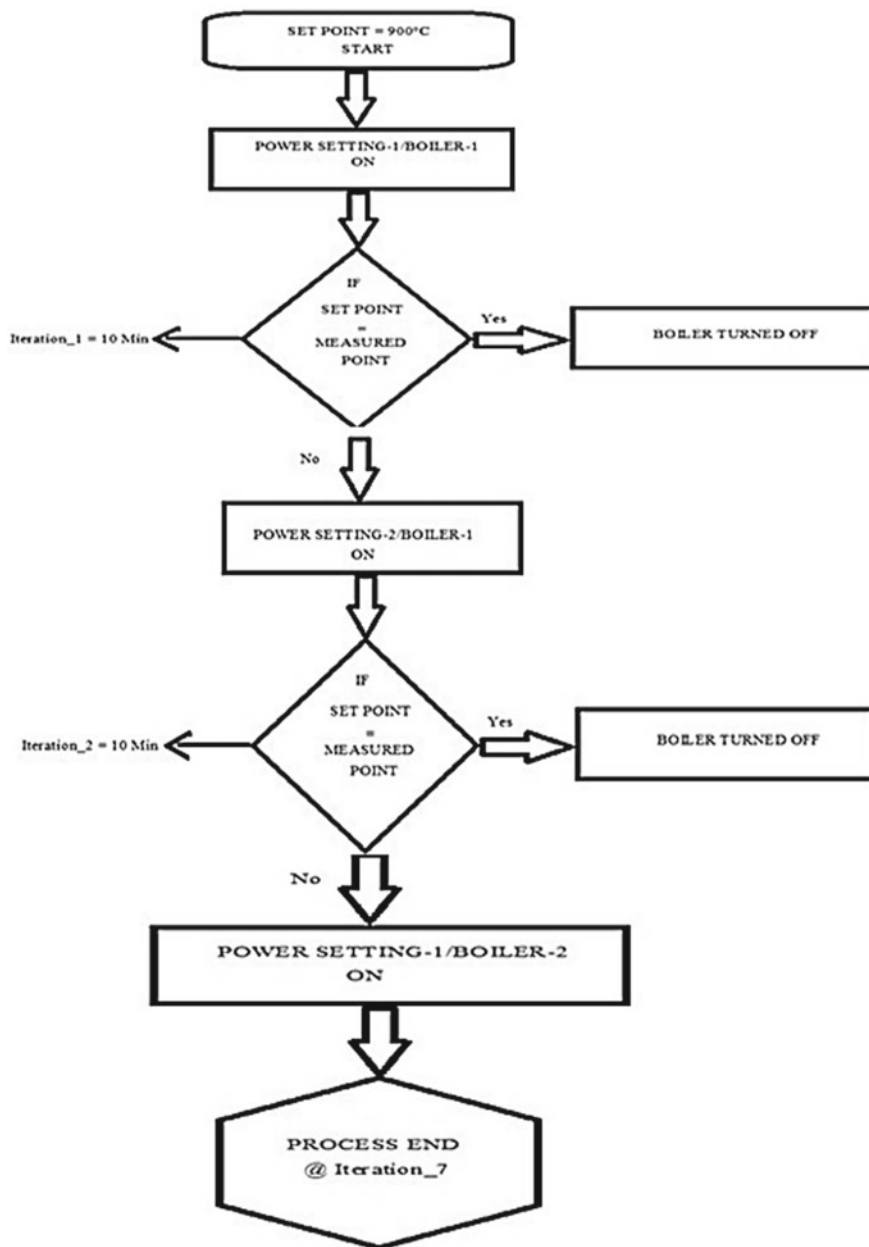 SET POINT = 900°C
START
POWER SETTING-1/BOILER-1
ON
IF
SET POINT
=
MEASURED
POINT
Yes
BOILER TURNED OFF
Iteration_1 = 10 Min
No
POWER SETTING-2/BOILER-1
ON
IF
SET POINT
=
MEASURED
POINT
Yes
BOILER TURNED OFF
Iteration_2 = 10 Min
No
POWER SETTING-1/BOILER-2
ON
PROCESS END
@ Iteration_7